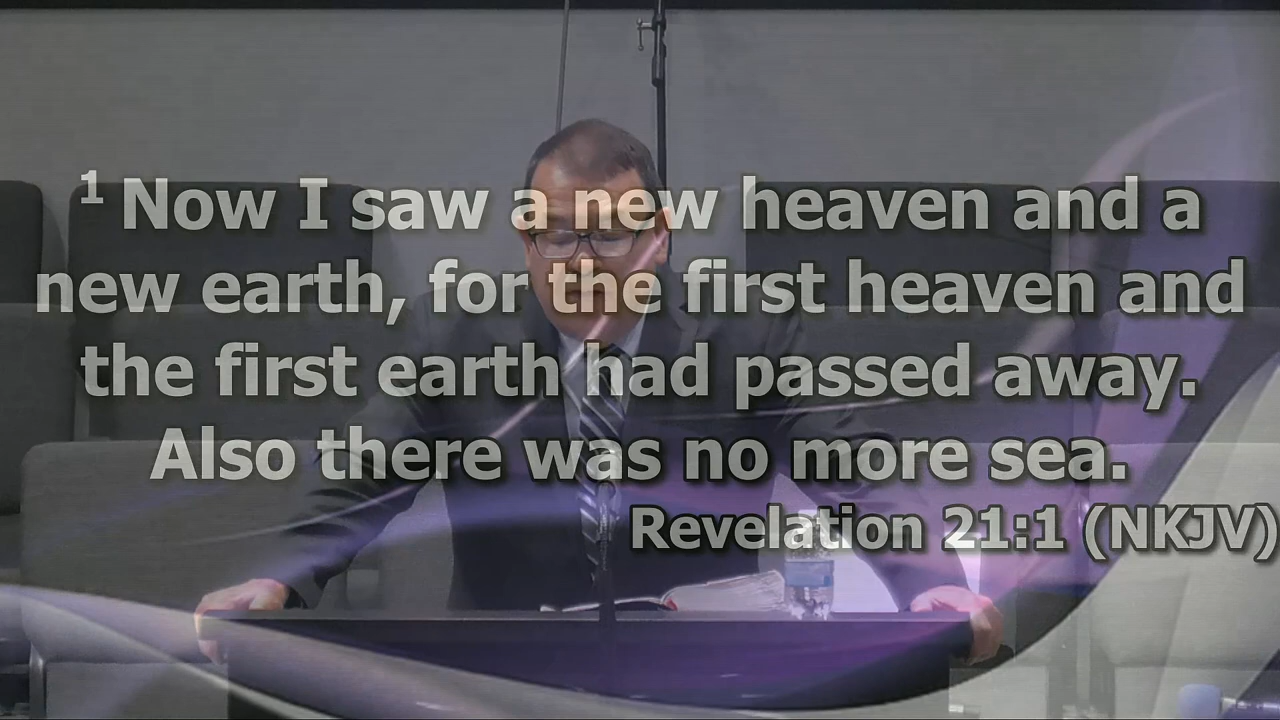 1 Now I saw a new heaven and a
new earth, for the first heaven and
the first earth had passed away.
Also there was no more sea.
Revelation 21:1 (NKJV)